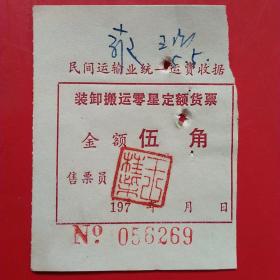 民间运输业统一运资收据
装卸搬运零星定额货票
金额 伍角
售票员
197 年 月 日
Nº 056269